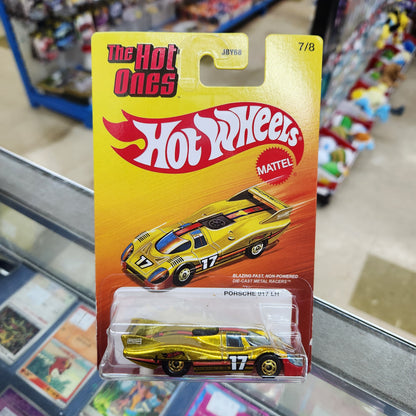 The Hot
Ones
JBY68
7/8
Hot Wheels
MATTEL
17
17
BLAZING-FAST, NON-POWERED
DIE-CAST METAL RACERS™
PORSCHE 917 LH
17